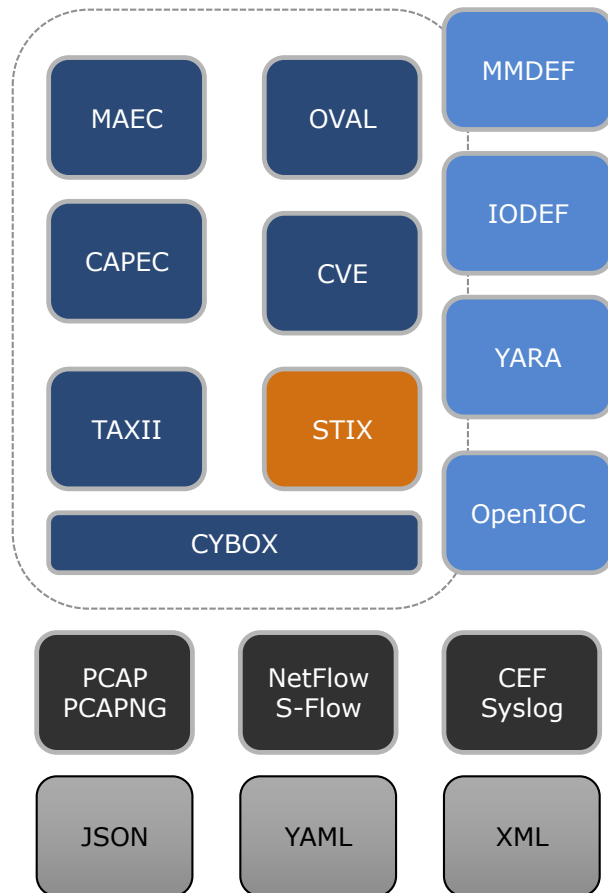 MAEC
OVAL
MMDEF
CAPEC
CVE
IODEF
TAXII
STIX
YARA
CYBOX
OpenIOC
PCAP
PCAPNG
NetFlow
S-Flow
CEF
Syslog
JSON
YAML
XML